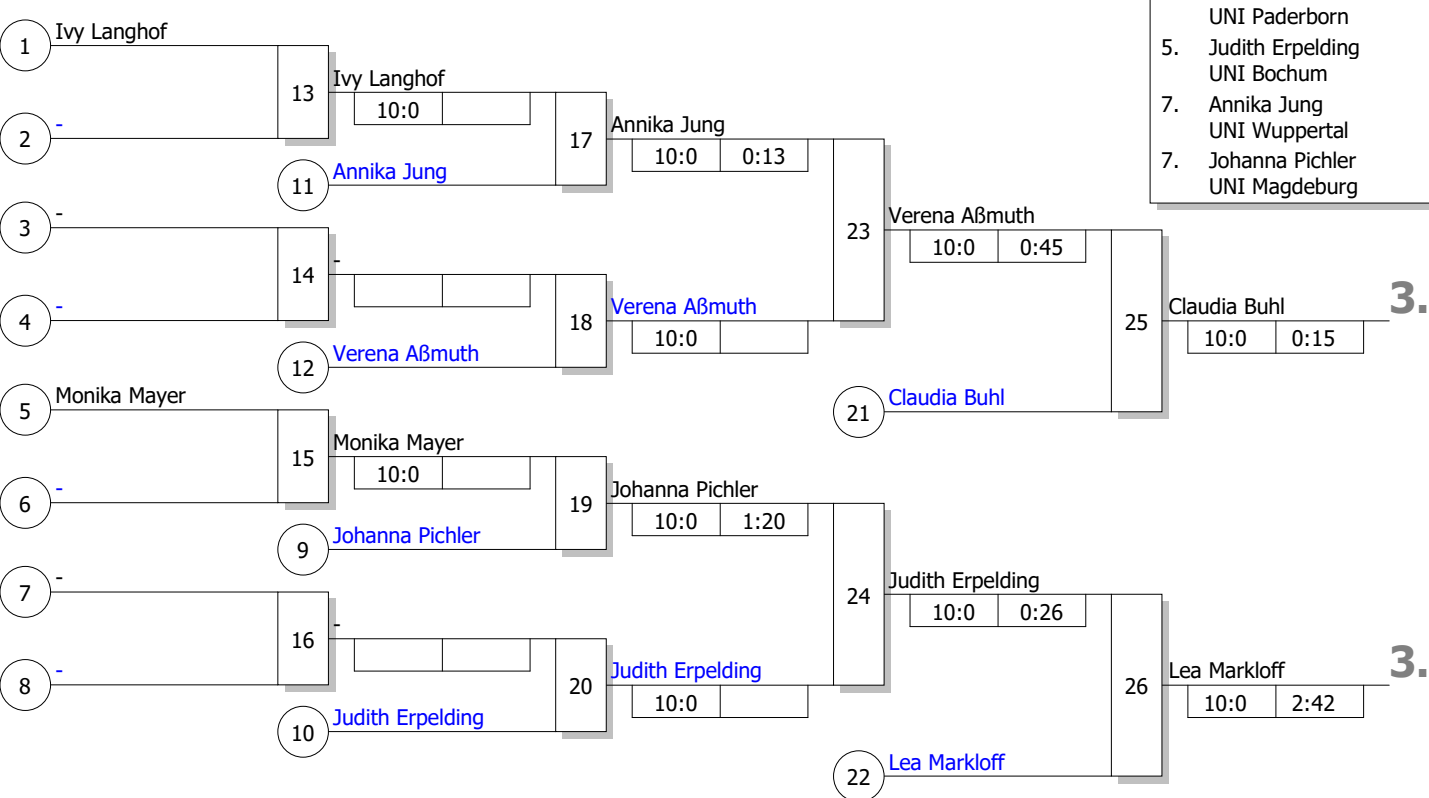 UNI Paderborn
5. Judith Erpelding
UNI Bochum
7. Annika Jung
UNI Wuppertal
7. Johanna Pichler
UNI Magdeburg
1 Ivy Langhof
2 -
13 Ivy Langhof
10:0
11 Annika Jung
17 Annika Jung
10:0 0:13
3 -
4 -
14 -
12 Verena Aßmuth
18 Verena Aßmuth
10:0
23 Verena Aßmuth
10:0 0:45
21 Claudia Buhl
25 Claudia Buhl
10:0 0:15
3.
5 Monika Mayer
6 -
15 Monika Mayer
10:0
9 Johanna Pichler
19 Johanna Pichler
10:0 1:20
7 -
8 -
16 -
10 Judith Erpelding
20 Judith Erpelding
10:0
24 Judith Erpelding
10:0 0:26
22 Lea Markloff
26 Lea Markloff
10:0 2:42
3.